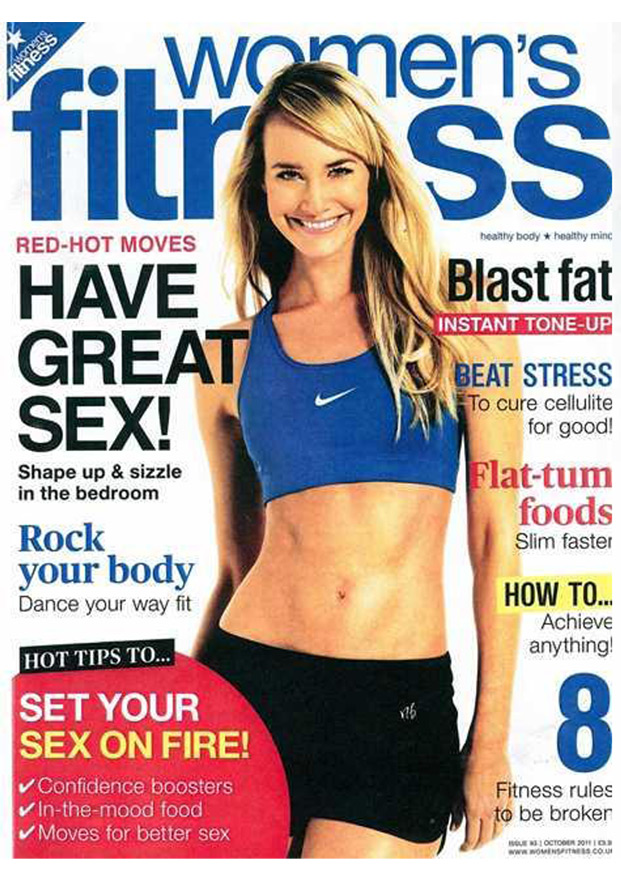 women's
fitness
women's
fitness
healthy body ★ healthy mind
RED-HOT MOVES
HAVE
GREAT
SEX!
Shape up & sizzle
in the bedroom
Rock
your body
Dance your way fit
HOT TIPS TO...
SET YOUR
SEX ON FIRE!
✔Confidence boosters
✔In-the-mood food
✔Moves for better sex
Blast fat
INSTANT TONE-UP
BEAT STRESS
To cure cellulite
for good!
Flat-tum
foods
Slim faster
HOW TO...
Achieve
anything!
8
Fitness rules
to be broken
ISSUE 93 | OCTOBER 2011
WWW.WOMENSFITNESS.CO.U
nb